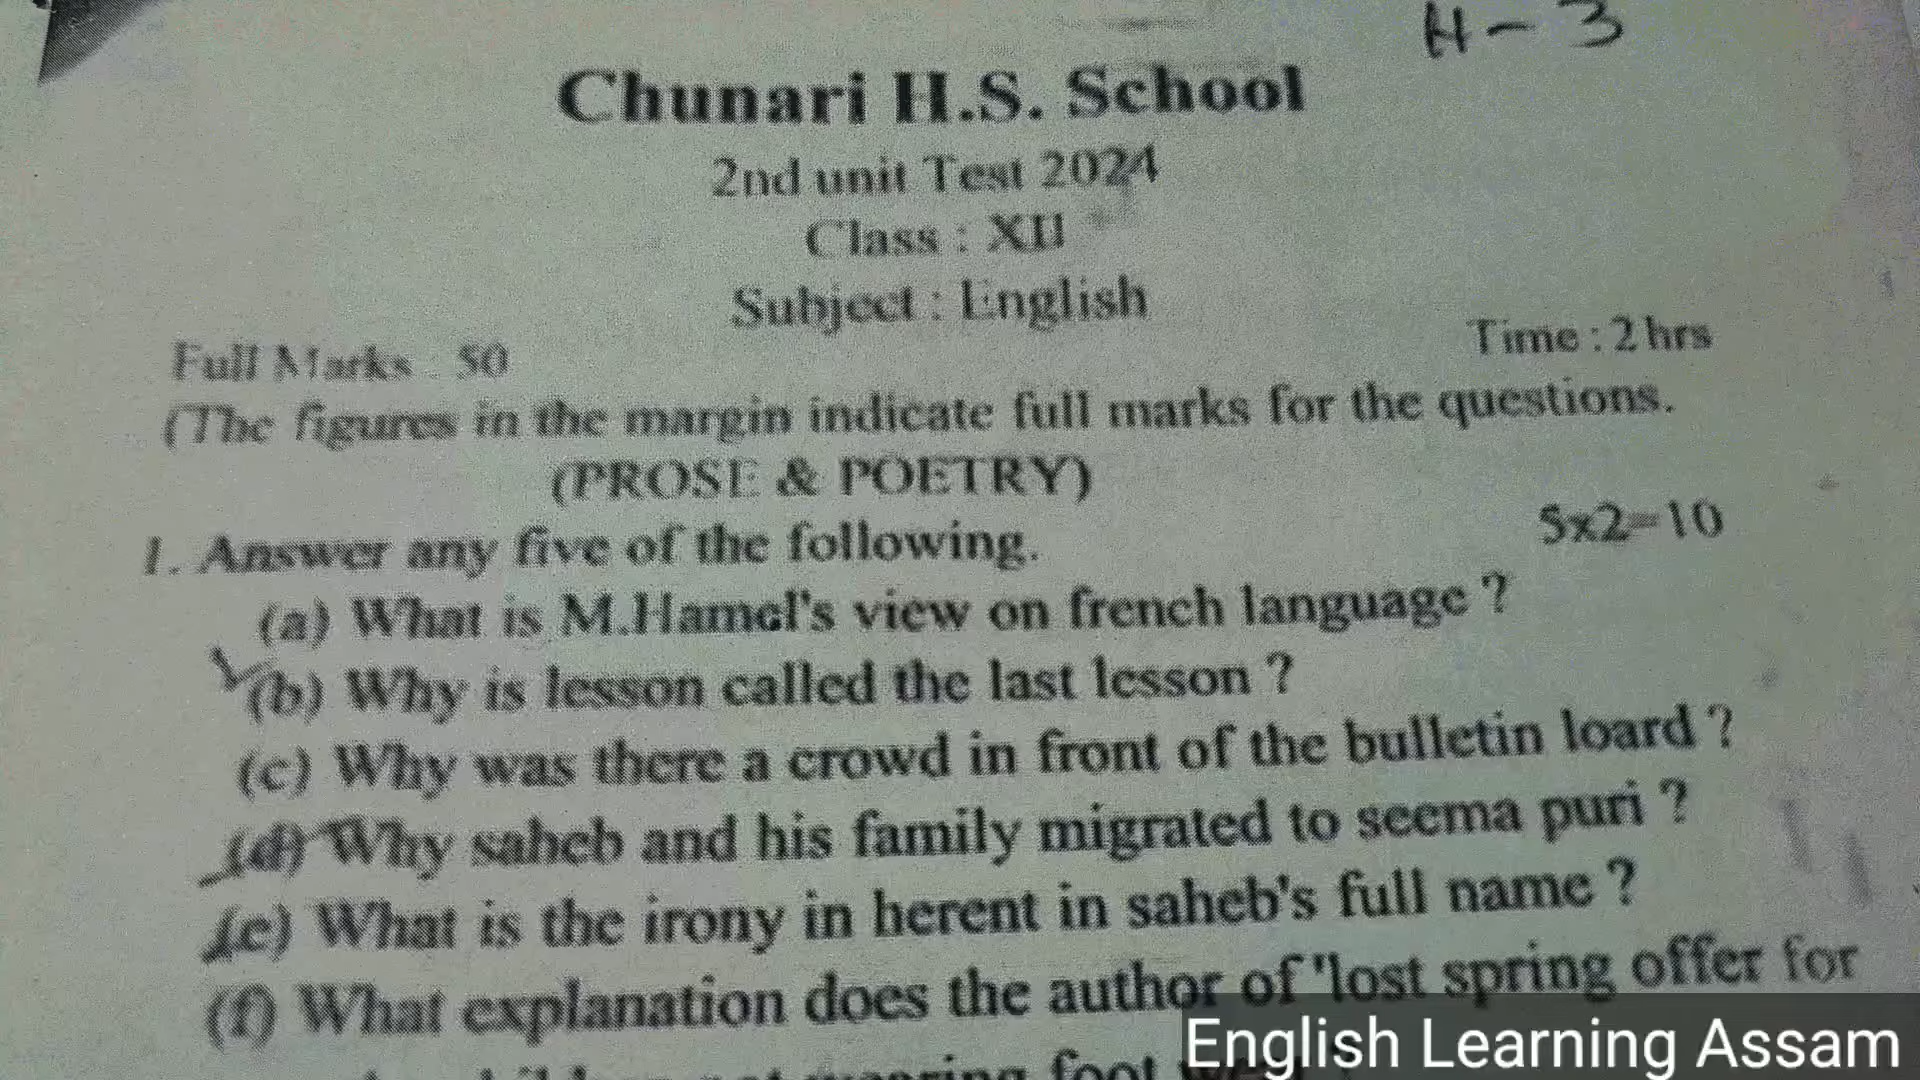 H - 3
Chunari H.S. School
2nd unit Test 2024
Class : XII
Subject : English
Full Marks . 50
Time : 2 hrs
(The figures in the margin indicate full marks for the questions.
(PROSE & POETRY)
1. Answer any five of the following. 5x2=10
(a) What is M.Hamel's view on french language ?
(b) Why is lesson called the last lesson ?
(c) Why was there a crowd in front of the bulletin loard ?
(d) Why saheb and his family migrated to seema puri ?
(e) What is the irony in herent in saheb's full name ?
(f) What explanation does the author of 'lost spring offer for
not wearing foot
English Learning Assam